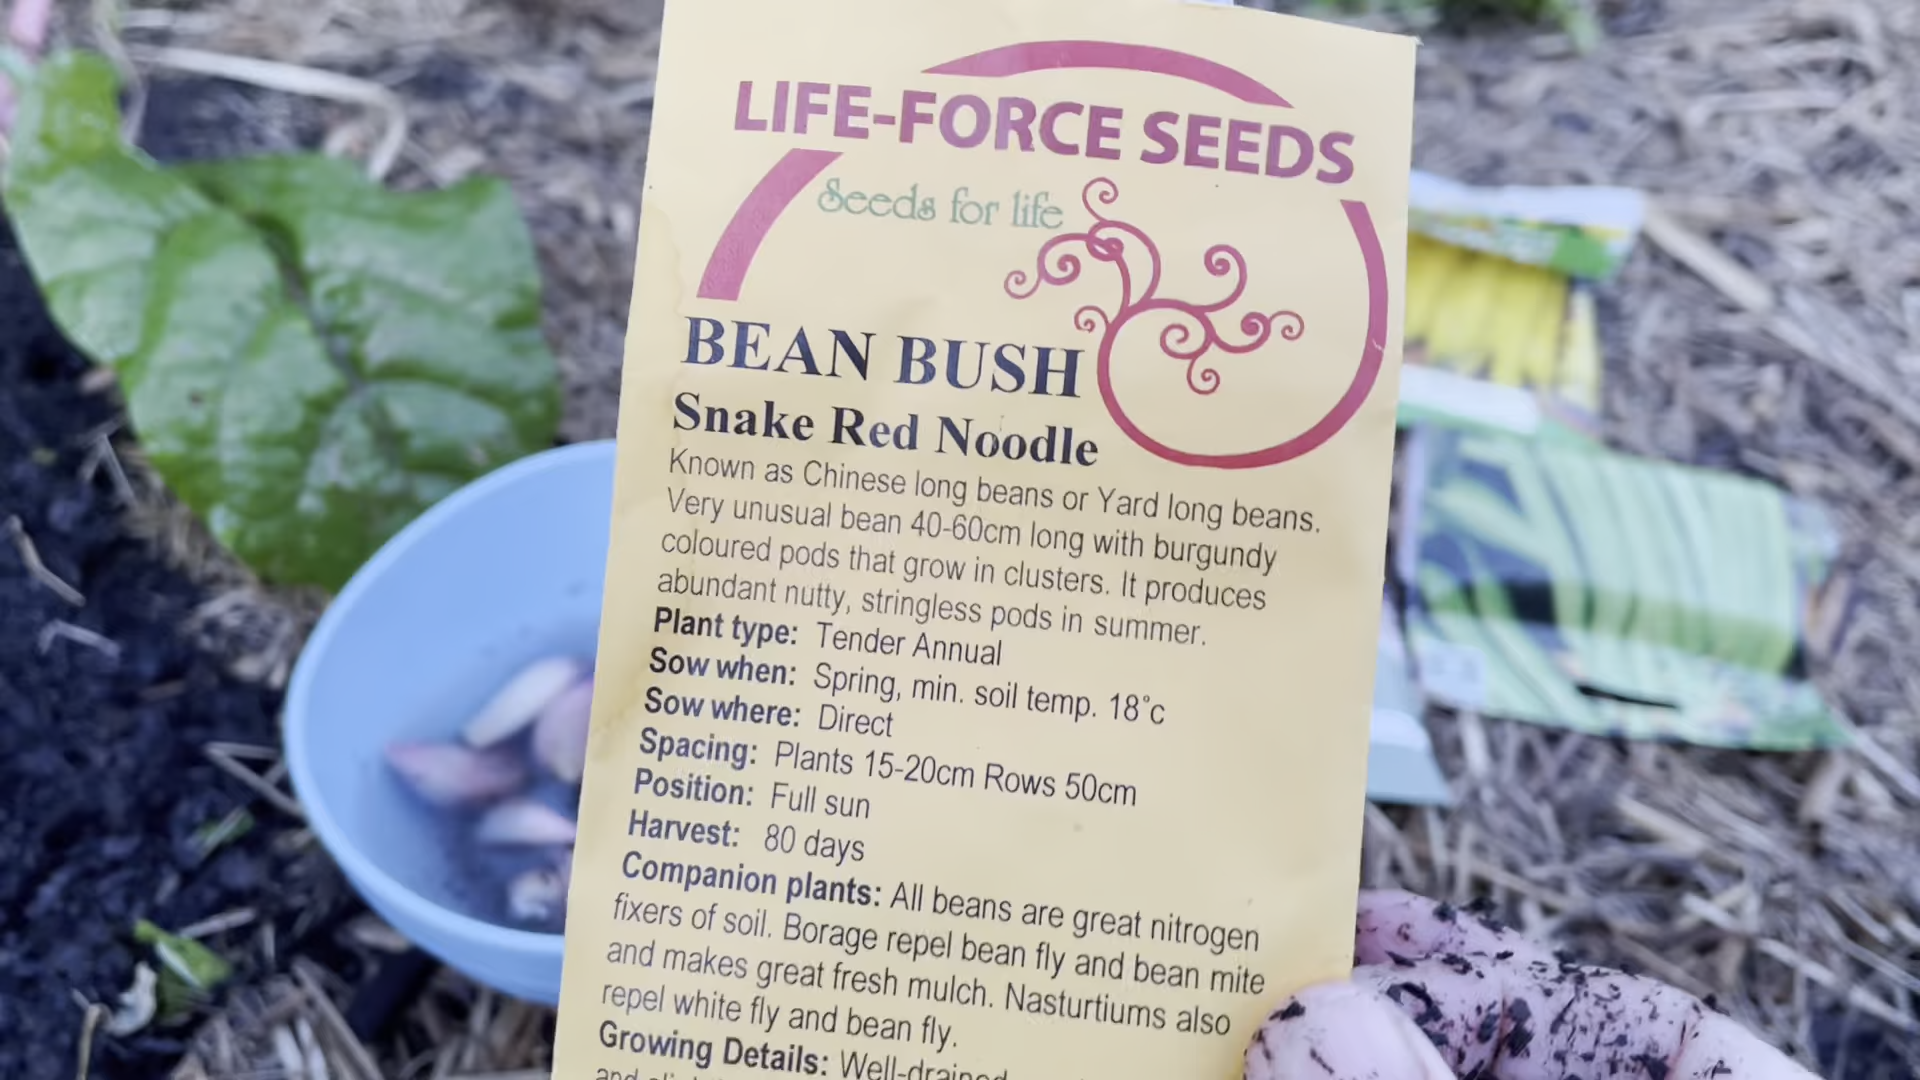 LIFE-FORCE SEEDS
Seeds for life
BEAN BUSH
Snake Red Noodle
Known as Chinese long beans or Yard long beans.
Very unusual bean 40-60cm long with burgundy
coloured pods that grow in clusters. It produces
abundant nutty, stringless pods in summer.
Plant type: Tender Annual
Sow when: Spring, min. soil temp. 18°c
Sow where: Direct
Spacing: Plants 15-20cm Rows 50cm
Position: Full sun
Harvest: 80 days
Companion plants: All beans are great nitrogen
fixers of soil. Borage repel bean fly and bean mite
and makes great fresh mulch. Nasturtiums also
repel white fly and bean fly.
Growing Details: Well-drained
and